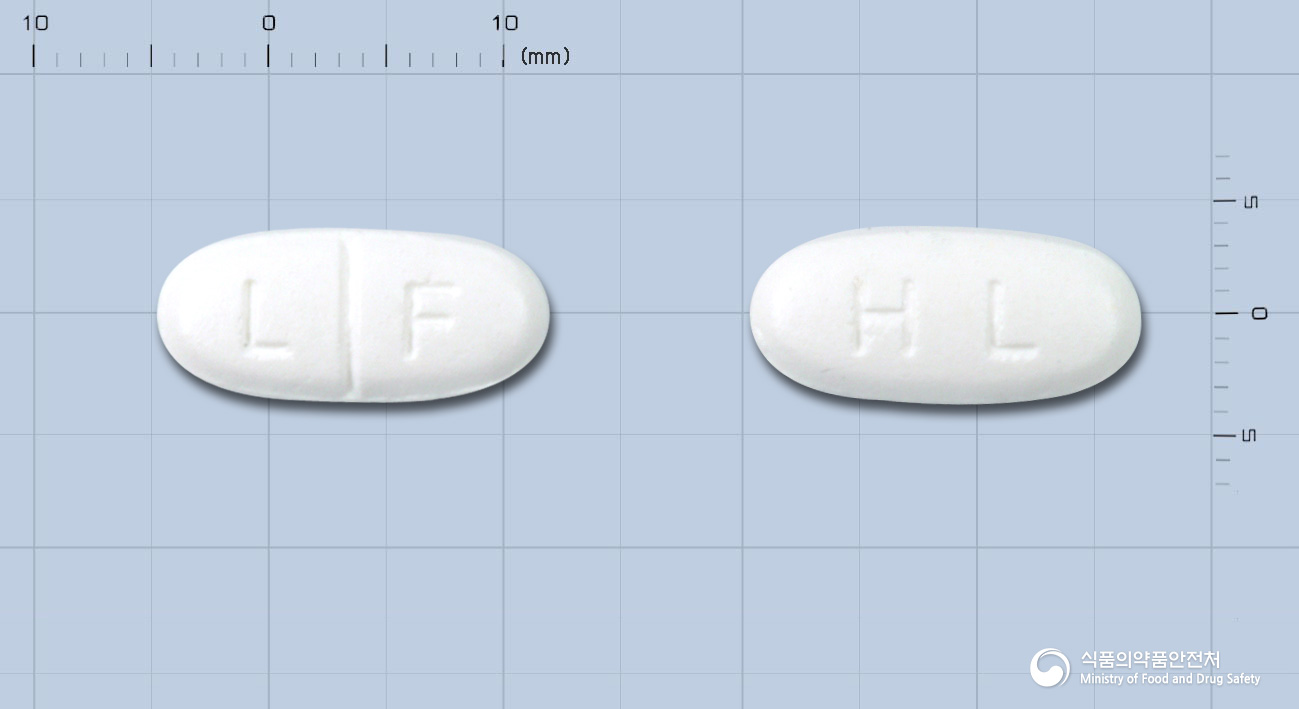 10 0 10 (mm)
5
0
5
L F
H L
식품의약품안전처
Ministry of Food and Drug Safety